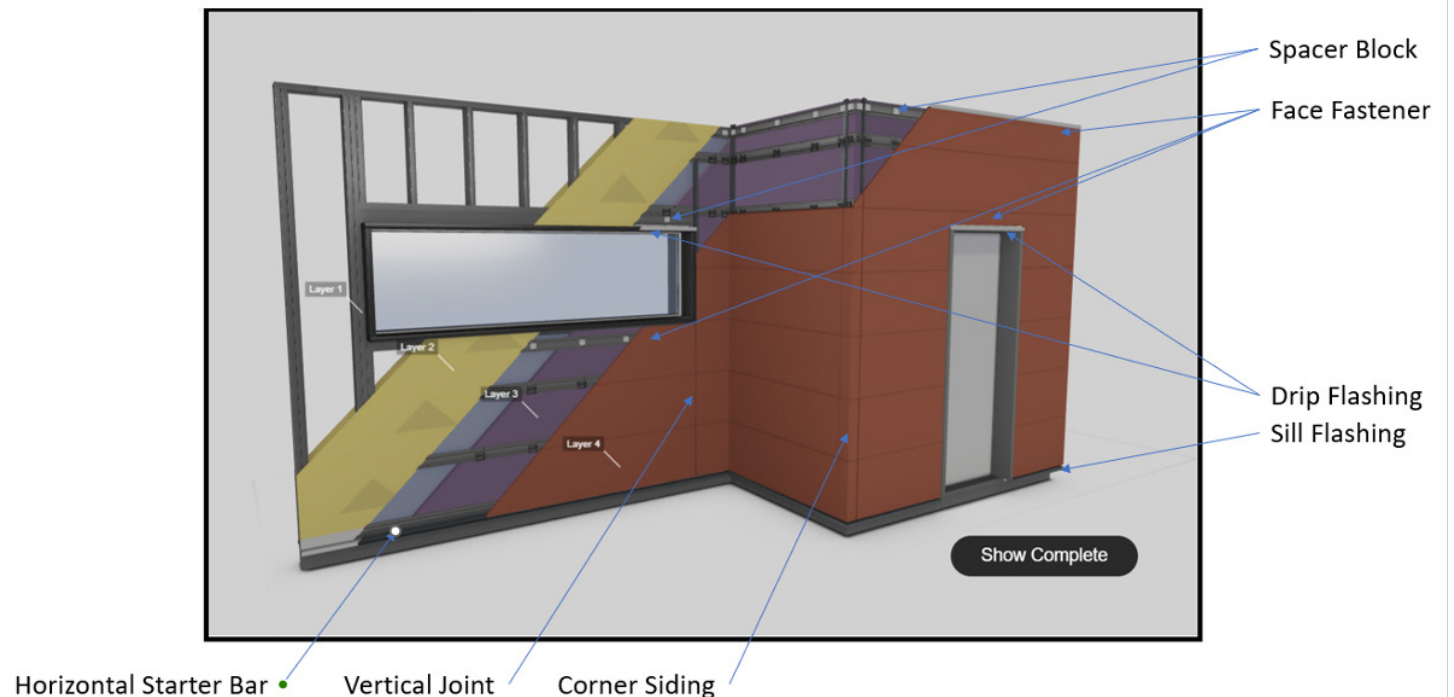 Spacer Block
Face Fastener
Layer 1
Layer 2
Layer 3
Drip Flashing
Sill Flashing
Layer 4
Show Complete
Horizontal Starter Bar
Vertical Joint
Corner Siding